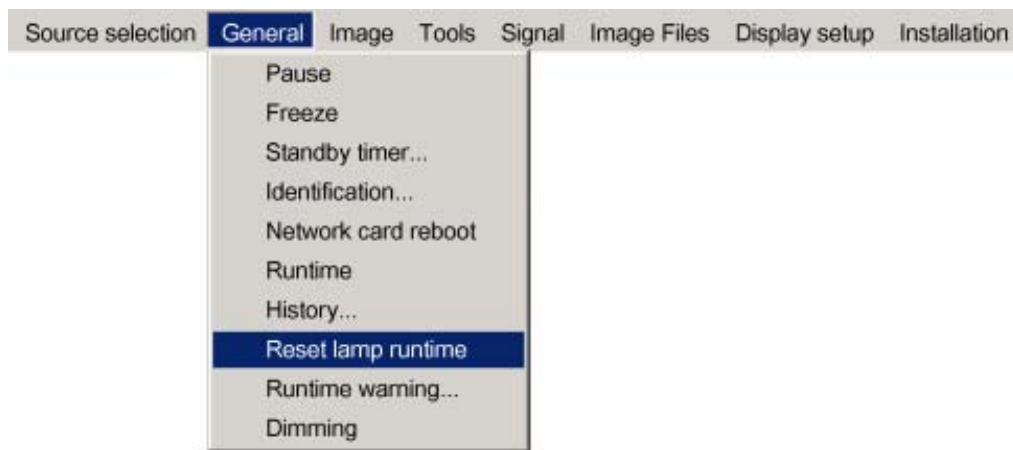 Source selection General Image Tools Signal Image Files Display setup Installation
Pause
Freeze
Standby timer...
Identification...
Network card reboot
Runtime
History...
Reset lamp runtime
Runtime warning...
Dimming